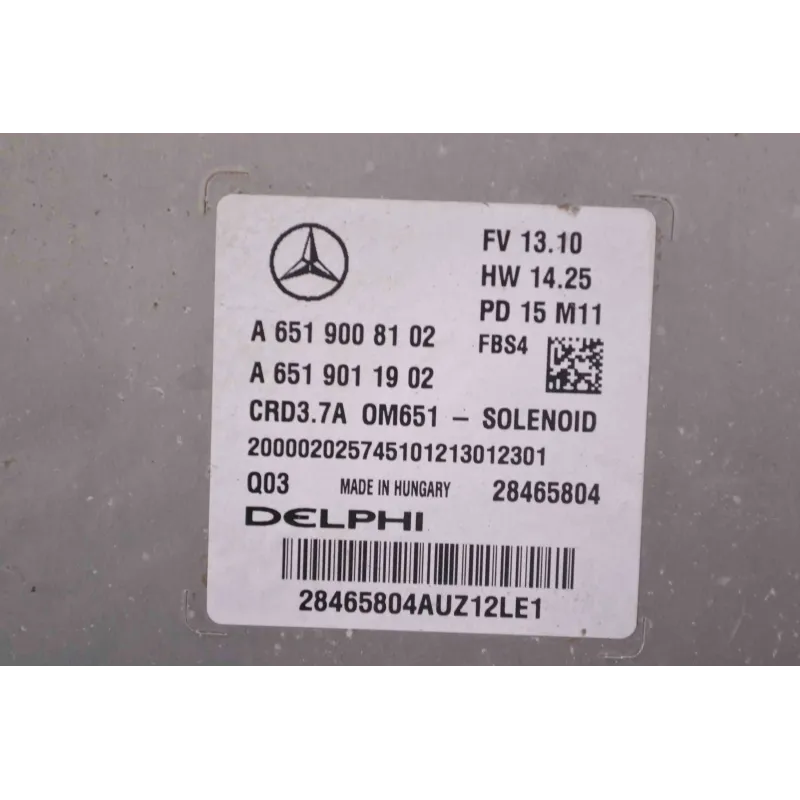 FV 13.10
HW 14.25
PD 15 M11
A 651 900 81 02
FBS4
A 651 901 19 02
CRD3.7A OM651 – SOLENOID
200002025745101213012301
Q03 MADE IN HUNGARY 28465804
DELPHI
28465804AUZ12LE1